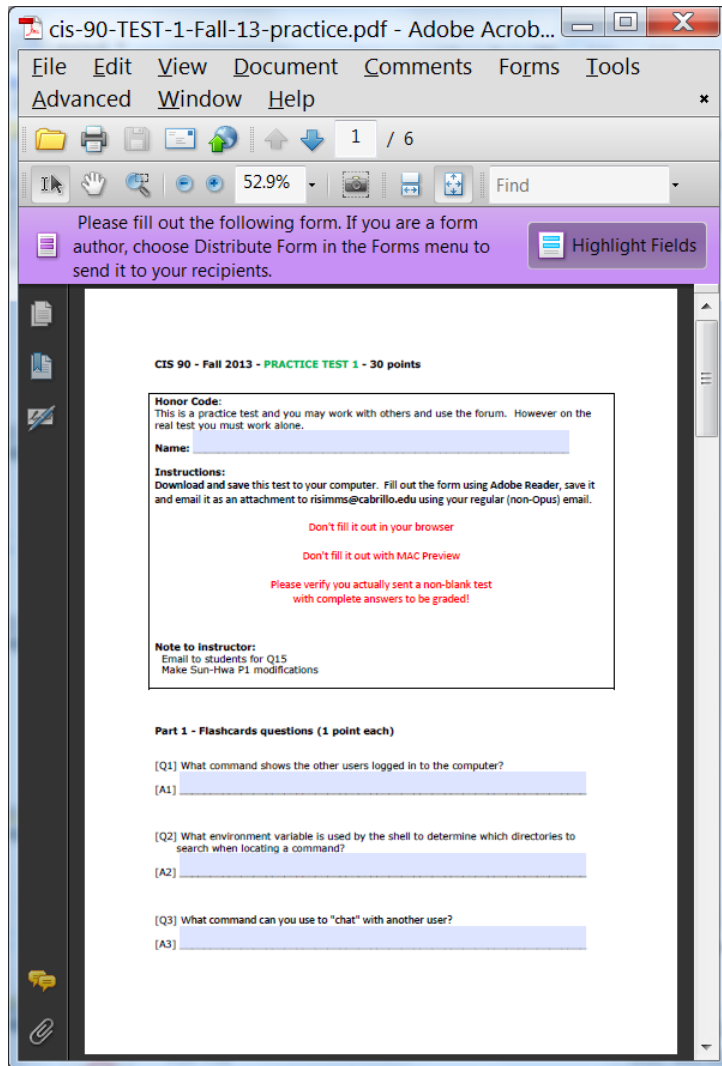 cis-90-TEST-1-Fall-13-practice.pdf - Adobe Acrob...
File Edit View Document Comments Forms Tools
Advanced Window Help
1 / 6
52.9% Find
Please fill out the following form. If you are a form
author, choose Distribute Form in the Forms menu to
send it to your recipients.
Highlight Fields
CIS 90 - Fall 2013 - PRACTICE TEST 1 - 30 points
Honor Code:
This is a practice test and you may work with others and use the forum. However on the
real test you must work alone.
Name:
Instructions:
Download and save this test to your computer. Fill out the form using Adobe Reader, save it
and email it as an attachment to risimms@cabrillo.edu using your regular (non-Opus) email.
Don't fill it out in your browser
Don't fill it out with MAC Preview
Please verify you actually sent a non-blank test
with complete answers to be graded!
Note to instructor:
Email to students for Q15
Make Sun-Hwa P1 modifications
Part 1 - Flashcards questions (1 point each)
[Q1] What command shows the other users logged in to the computer?
[A1]
[Q2] What environment variable is used by the shell to determine which directories to
search when locating a command?
[A2]
[Q3] What command can you use to "chat" with another user?
[A3]